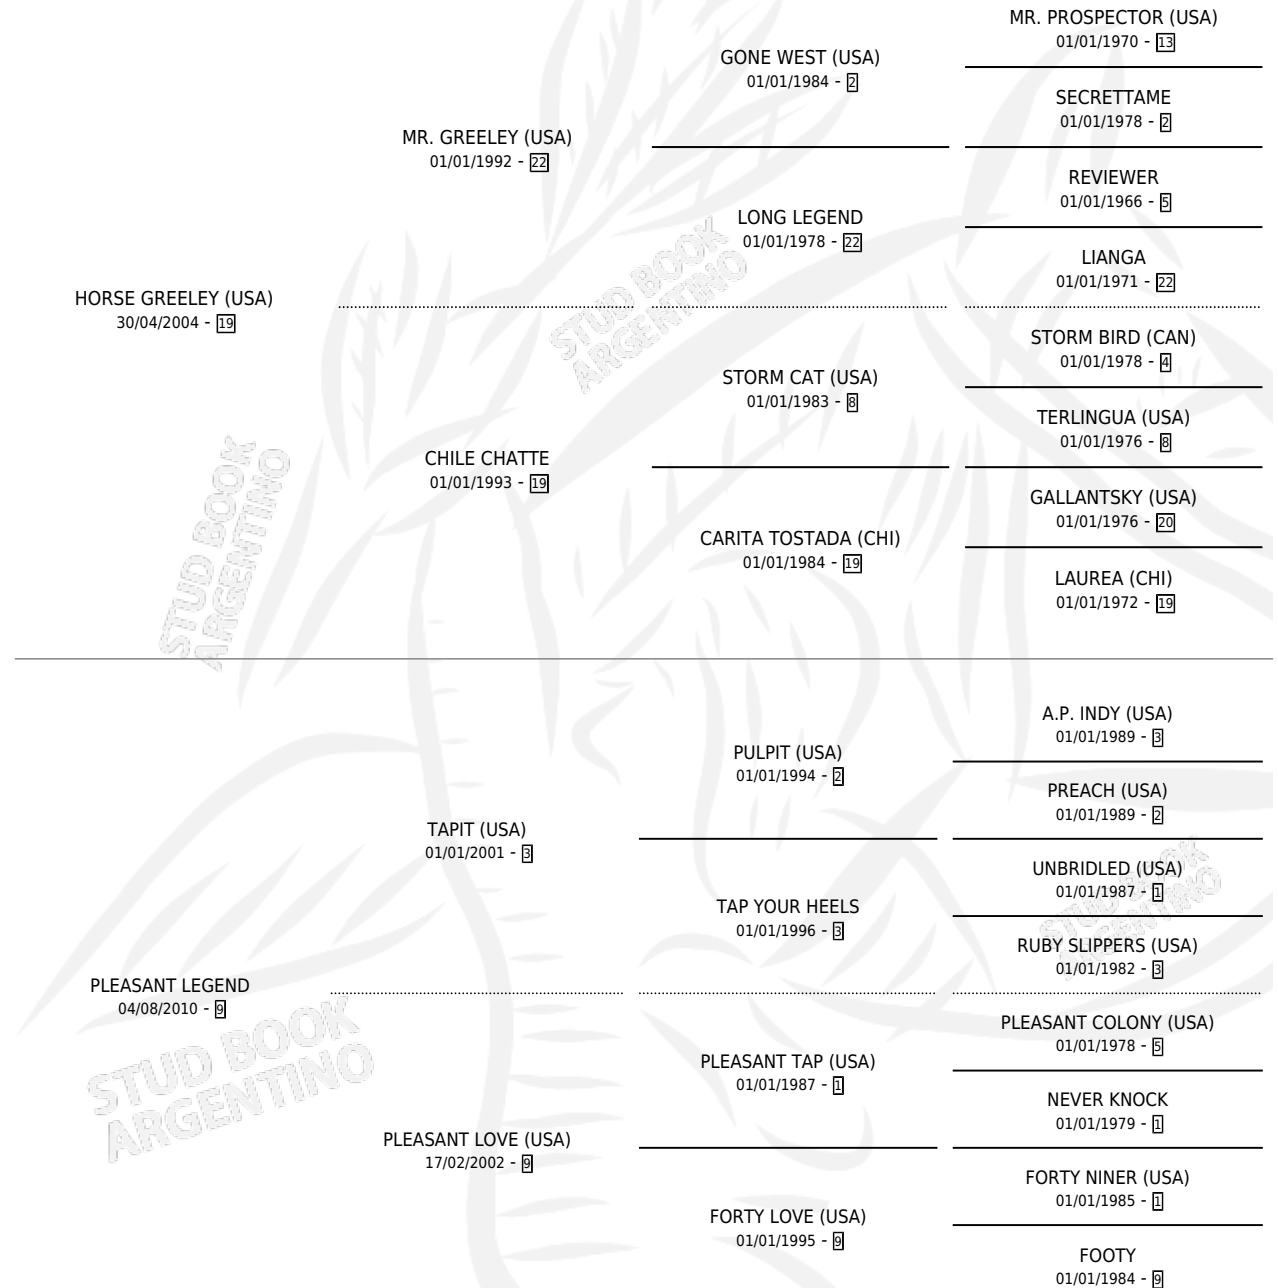 MR. PROSPECTOR (USA)
01/01/1970 - 13
GONE WEST (USA)
01/01/1984 - 2
SECRETTAME
01/01/1978 - 2
MR. GREELEY (USA)
01/01/1992 - 22
REVIEWER
01/01/1966 - 5
LONG LEGEND
01/01/1978 - 22
LIANGA
01/01/1971 - 22
HORSE GREELEY (USA)
30/04/2004 - 19
STUD BOOK
ARGENTINO
STORM BIRD (CAN)
01/01/1978 - 4
STORM CAT (USA)
01/01/1983 - 8
TERLINGUA (USA)
01/01/1976 - 8
CHILE CHATTE
01/01/1993 - 19
GALLANTSKY (USA)
01/01/1976 - 20
CARITA TOSTADA (CHI)
01/01/1984 - 19
LAUREA (CHI)
01/01/1972 - 19
STUD BOOK
ARGENTINO
A.P. INDY (USA)
01/01/1989 - 3
PULPIT (USA)
01/01/1994 - 2
PREACH (USA)
01/01/1989 - 2
TAPIT (USA)
01/01/2001 - 3
UNBRIDLED (USA)
01/01/1987 - 1
TAP YOUR HEELS
01/01/1996 - 3
RUBY SLIPPERS (USA)
01/01/1982 - 3
STUD BOOK
ARGENTINO
PLEASANT LEGEND
04/08/2010 - 9
PLEASANT COLONY (USA)
01/01/1978 - 5
PLEASANT TAP (USA)
01/01/1987 - 1
NEVER KNOCK
01/01/1979 - 1
STUD BOOK
ARGENTINO
PLEASANT LOVE (USA)
17/02/2002 - 9
FORTY NINER (USA)
01/01/1985 - 1
FORTY LOVE (USA)
01/01/1995 - 9
FOOTY
01/01/1984 - 9